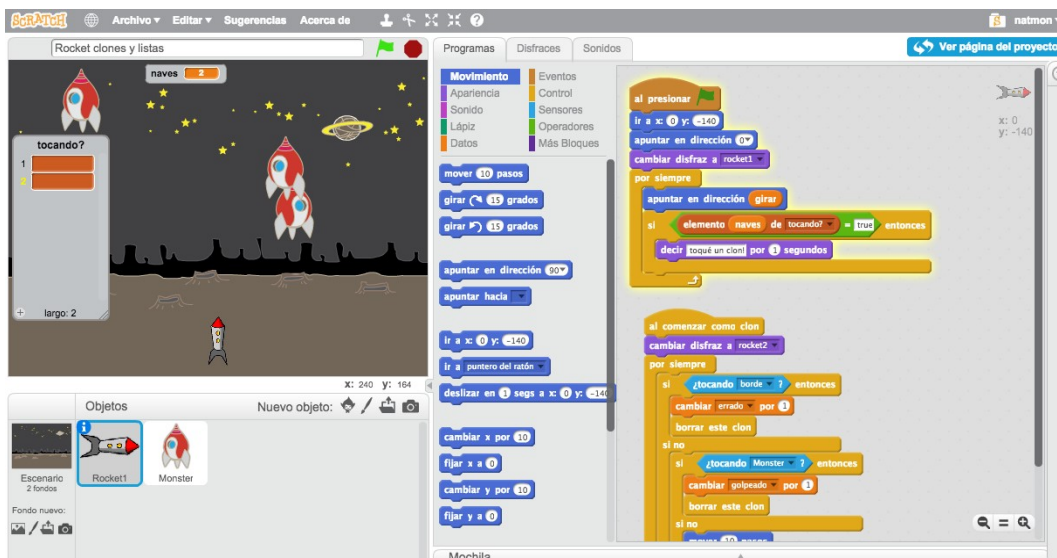 SCRATCH Archivo Editar Sugerencias Acerca de natmon
Rocket clones y listas
Programas Disfraces Sonidos
Ver página del proyecto
naves 2
tocando?
1
2
+ largo: 2
X: 240 y: 164
Movimiento Eventos
Apariencia Control
Sonido Sensores
Lápiz Operadores
Datos Más Bloques
mover 10 pasos
girar 15 grados
girar 15 grados
apuntar en dirección 90
apuntar hacia
ir a x: 0 y: -140
ir a puntero del ratón
deslizar en 1 segs a x: 0 y: -140
cambiar x por 10
fijar x a 0
cambiar y por 10
fijar y a 0
al presionar
ir a x: 0 y: -140
apuntar en dirección 0
cambiar disfraz a rocket1
por siempre
apuntar en dirección girar
si elemento naves de tocando? = true entonces
decir toqué un clon! por 1 segundos
x: 0
y: -140
al comenzar como clon
cambiar disfraz a rocket2
por siempre
si ¿tocando borde ? entonces
cambiar errado por 1
borrar este clon
si no
si ¿tocando Monster ? entonces
cambiar golpeado por 1
borrar este clon
si no
mover 10 pasos
Objetos Nuevo objeto:
Escenario
2 fondos
Rocket1 Monster
Fondo nuevo:
Mochila